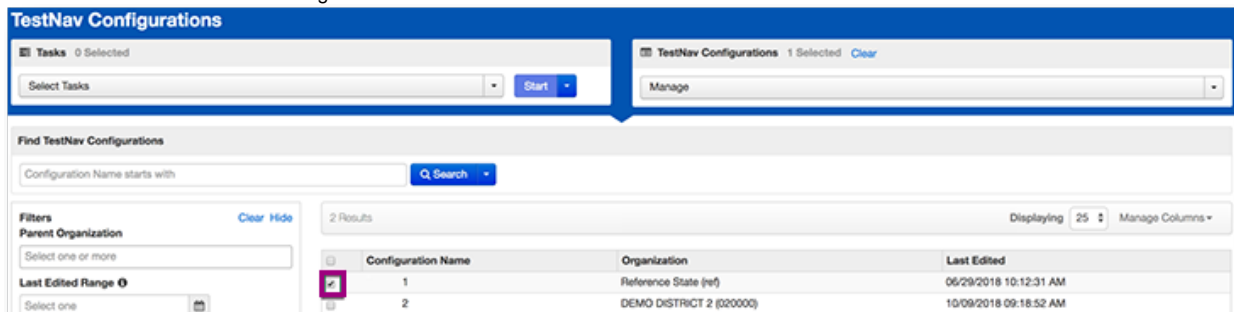 TestNav Configurations
Tasks 0 Selected
TestNav Configurations 1 Selected Clear
Select Tasks
Start
Manage
Find TestNav Configurations
Configuration Name starts with
Search
Filters Clear Hide
2 Results
Displaying 25 Manage Columns
Parent Organization
Select one or more
Configuration Name Organization Last Edited
Last Edited Range
1 Reference State (ref) 06/29/2018 10:12:31 AM
Select one
2 DEMO DISTRICT 2 (020000) 10/09/2018 09:18:52 AM